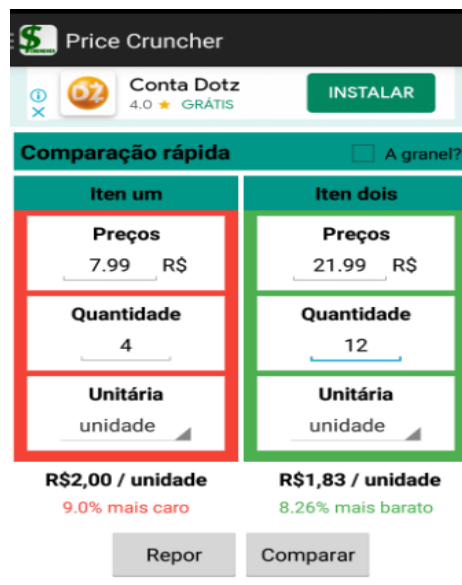 Price Cruncher
Conta Dotz
4.0 ★ GRÁTIS
INSTALAR
Comparação rápida
A granel?
Iten um
Iten dois
Preços
Preços
7.99 R$
21.99 R$
Quantidade
Quantidade
4
12
Unitária
Unitária
unidade
unidade
R$2,00 / unidade
R$1,83 / unidade
9.0% mais caro
8.26% mais barato
Repor
Comparar